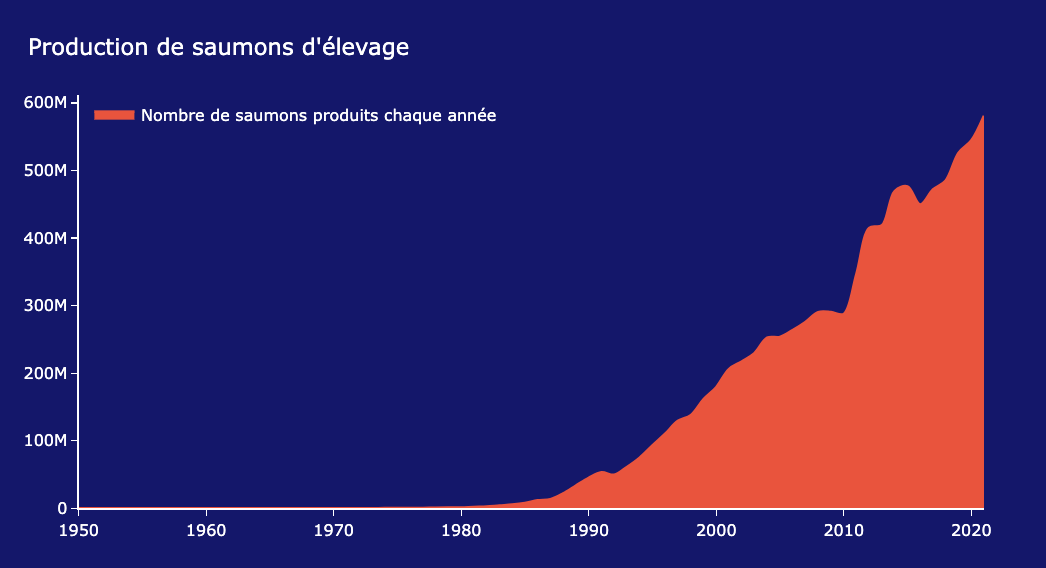 Production de saumons d'élevage
Nombre de saumons produits chaque année
600M
500M
400M
300M
200M
100M
0
1950 1960 1970 1980 1990 2000 2010 2020